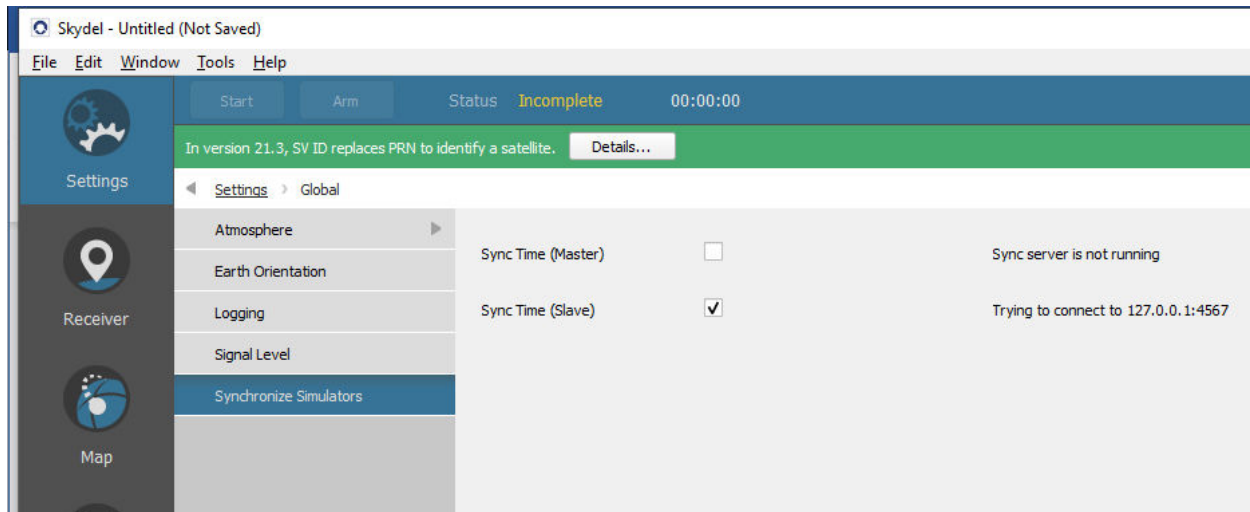 Skydel - Untitled (Not Saved)
File Edit Window Tools Help
Start Arm Status Incomplete 00:00:00
In version 21.3, SV ID replaces PRN to identify a satellite. Details...
Settings
Settings Global
Atmosphere
Sync Time (Master) Sync server is not running
Earth Orientation
Receiver
Logging
Sync Time (Slave) Trying to connect to 127.0.0.1:4567
Signal Level
Synchronize Simulators
Map